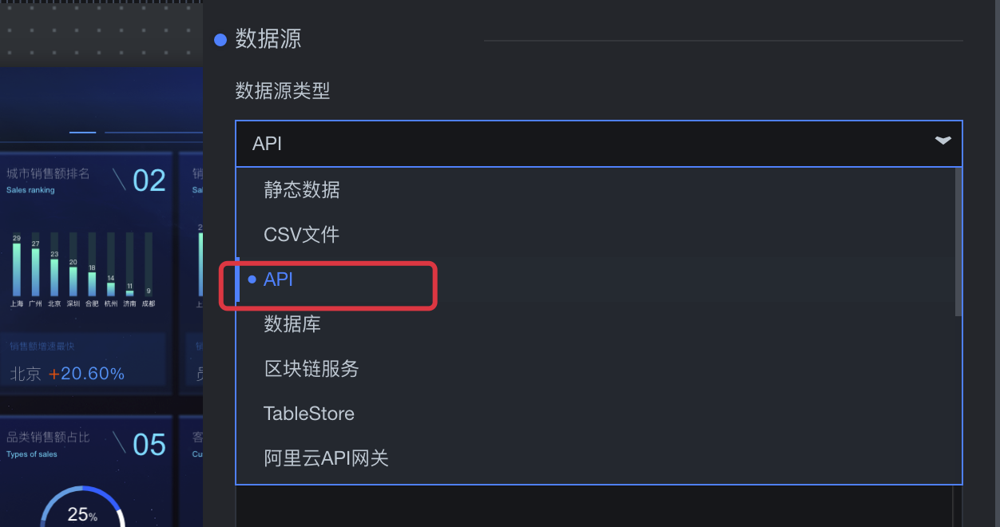 数据源
数据源类型
API
静态数据
CSV文件
API
数据库
区块链服务
TableStore
阿里云API网关
城市销售额排名
Sales ranking
02
29
27
23
20
18
14
11
9
上海 广州 北京 深圳 合肥 杭州 济南 成都
销售额增速最快
北京 +20.60%
品类销售额占比
Types of sales
05
25%